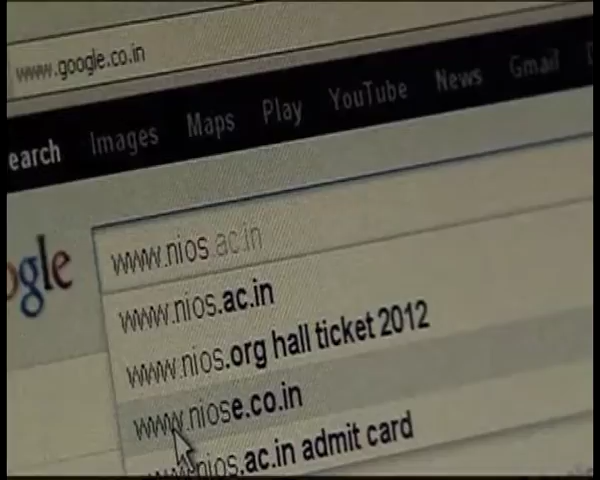 www.google.co.in
earch Images Maps Play YouTube News Gmail
ogle
www.nios.ac.in
www.nios.ac.in
www.nios.org hall ticket 2012
www.niose.co.in
www.nios.ac.in admit card